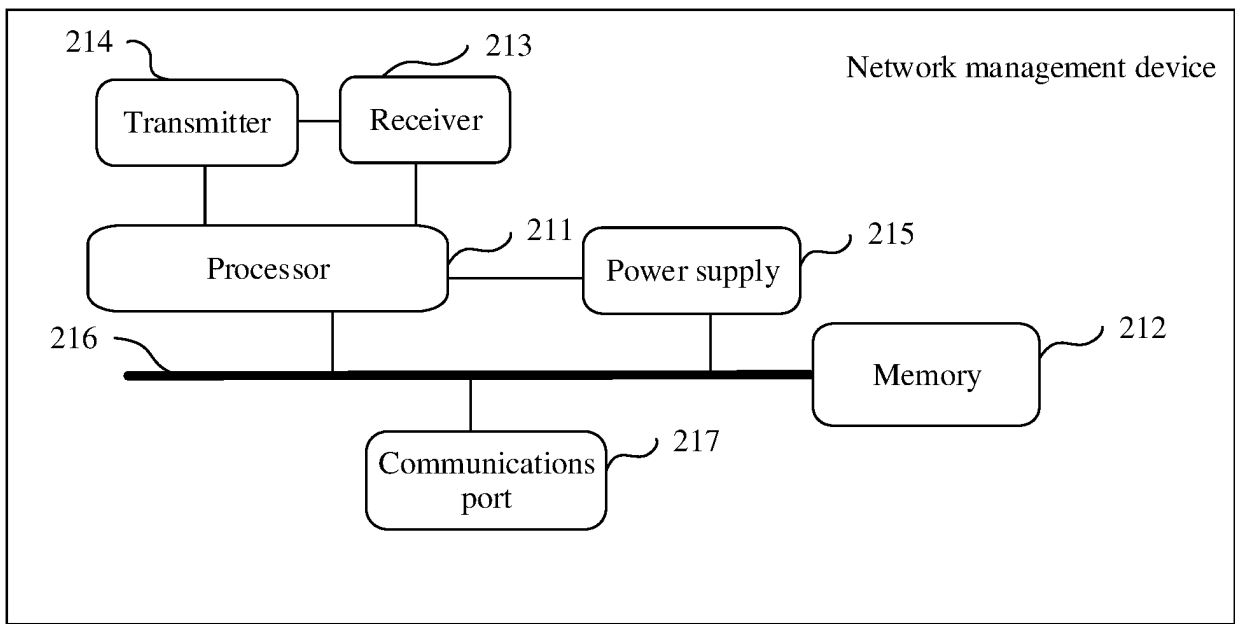 214
213
Network management device
Transmitter
Receiver
211
215
Processor
Power supply
216
212
Memory
217
Communications
port